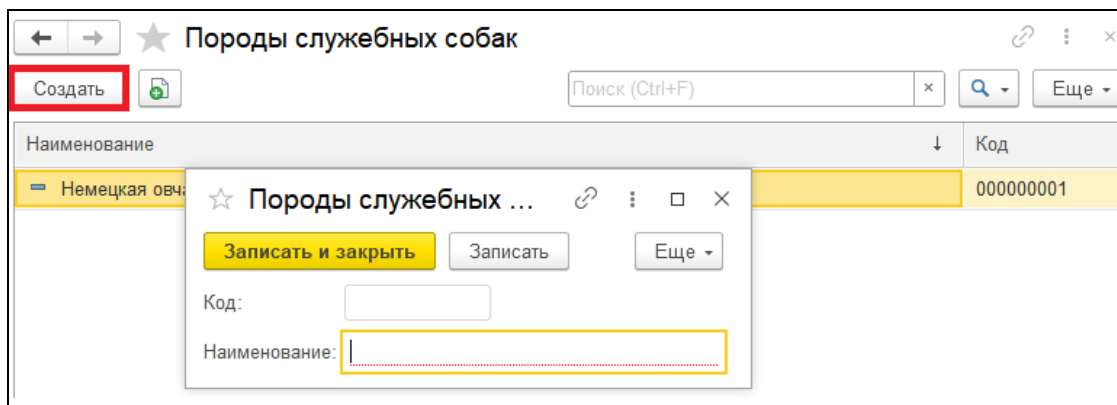 Породы служебных собак
Создать
Поиск (Ctrl+F)
Еще
Наименование
Код
Немецкая
000000001
Породы служебных ...
Записать и закрыть
Записать
Еще
Код:
Наименование: